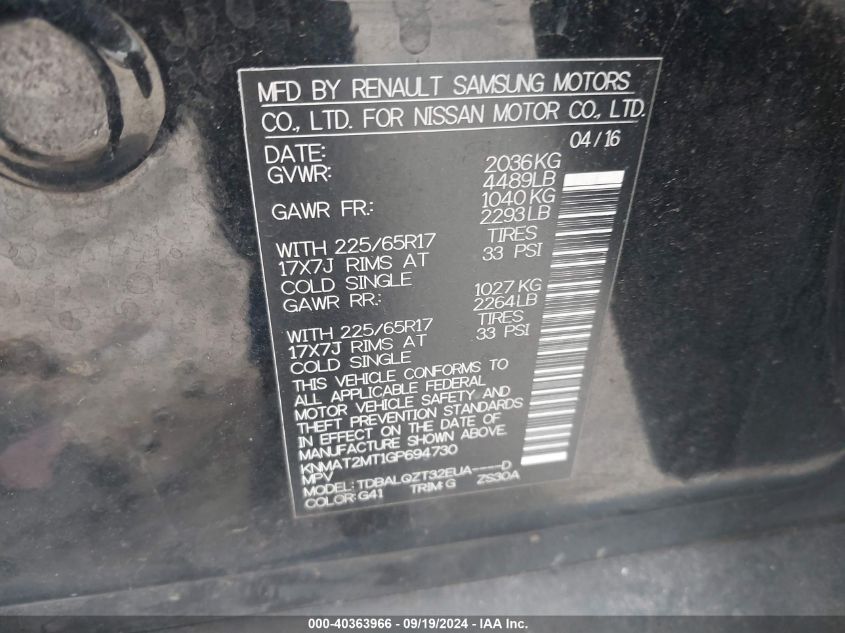 MFD BY RENAULT SAMSUNG MOTORS
CO., LTD. FOR NISSAN MOTOR CO., LTD.
04/16
DATE:
GVWR: 2036KG
4489LB
GAWR FR.: 1040KG
2293LB
WITH 225/65R17 TIRES
17X7J RIMS AT 33 PSI
COLD SINGLE
GAWR RR.: 1027KG
2264LB
WITH 225/65R17 TIRES
17X7J RIMS AT 33 PSI
COLD SINGLE
THIS VEHICLE CONFORMS TO
ALL APPLICABLE FEDERAL
MOTOR VEHICLE SAFETY AND
THEFT PREVENTION STANDARDS
IN EFFECT ON THE DATE OF
MANUFACTURE SHOWN ABOVE.
KNMAT2MT1GP694730
MPV
MODEL: TDBALQZT32EUA----D
COLOR: G41 TRIM: G ZS30A
000-40363966 - 09/19/2024 - IAA Inc.